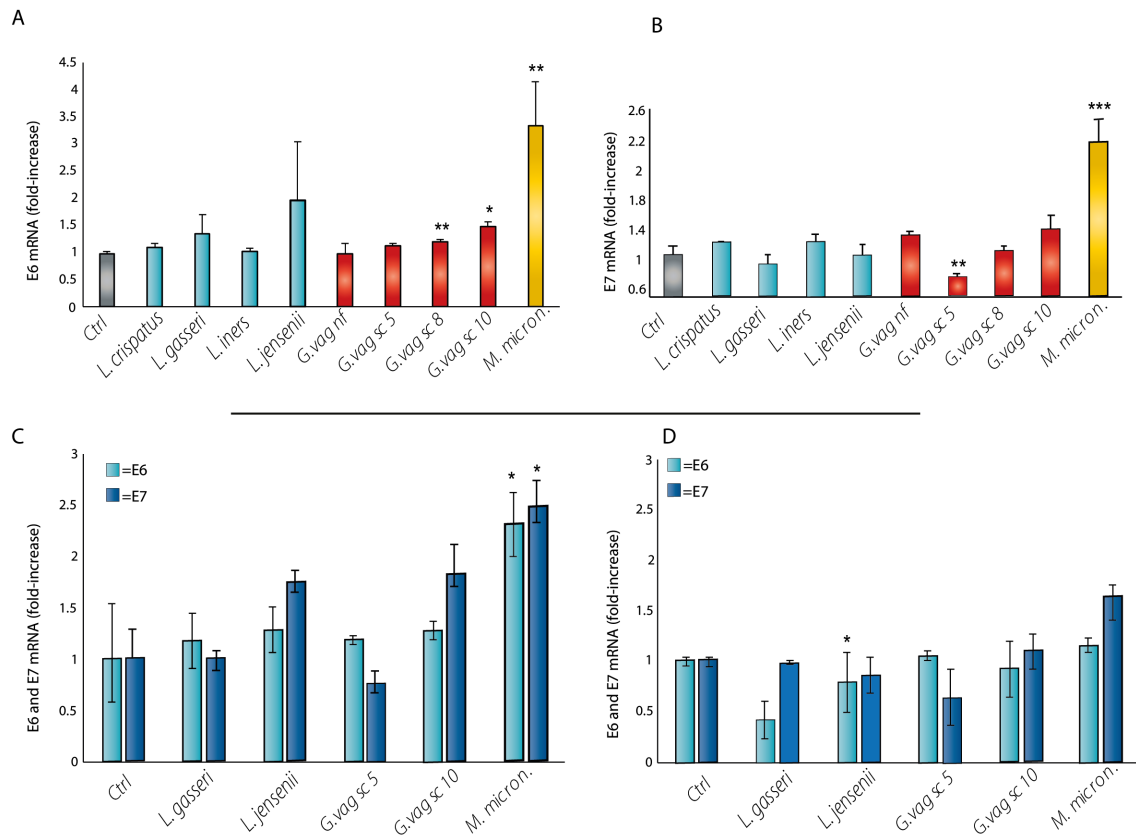 A
E6 mRNA (fold-increase)
4.5
4
3.5
3
2.5
2
1.5
1
0.5
0
**
*
**
Ctrl
L. crispatus
L. gasseri
L. iners
L. jensenii
G.vag nf
G.vag sc 5
G.vag sc 8
G.vag sc 10
M. micron.
B
E7 mRNA (fold-increase)
2.6
2.2
2
1.8
1.4
1
0.6
**
***
Ctrl
L. crispatus
L. gasseri
L. iners
L. jensenii
G.vag nf
G.vag sc 5
G.vag sc 8
G.vag sc 10
M. micron.
C
E6 and E7 mRNA (fold-increase)
3
2.5
2
1.5
1
0.5
0
=E6
=E7
* *
Ctrl
L. gasseri
L. jensenii
G.vag sc 5
G.vag sc 10
M. micron.
D
E6 and E7 mRNA (fold-increase)
3
2.5
2
1.5
1
0.5
0
=E6
=E7
*
Ctrl
L. gasseri
L. jensenii
G.vag sc 5
G.vag sc 10
M. micron.